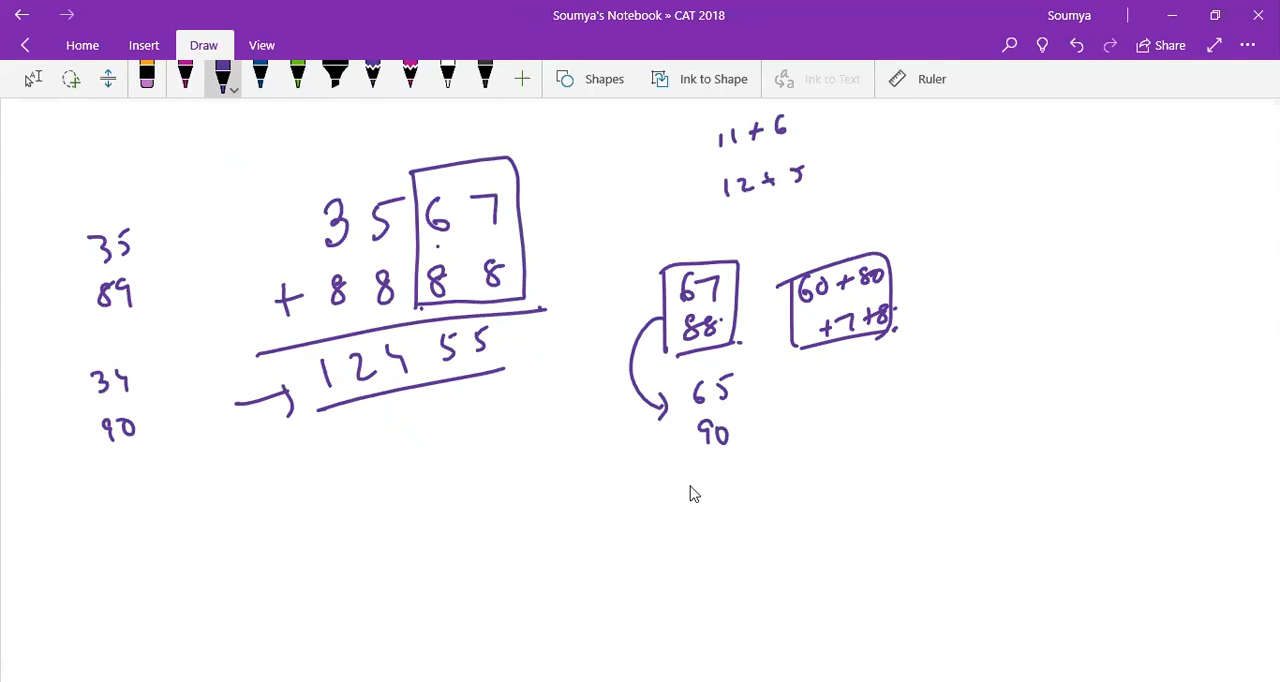 Soumya's Notebook » CAT 2018
Soumya
Home Insert Draw View
Share
Shapes Ink to Shape Ink to Text Ruler
11 + 6
12 + 5
35
89
34
90
3 5 6 7
+ 8 8 8 8
1 2 4 5 5
67
88
65
90
60 + 80
+ 7 + 8